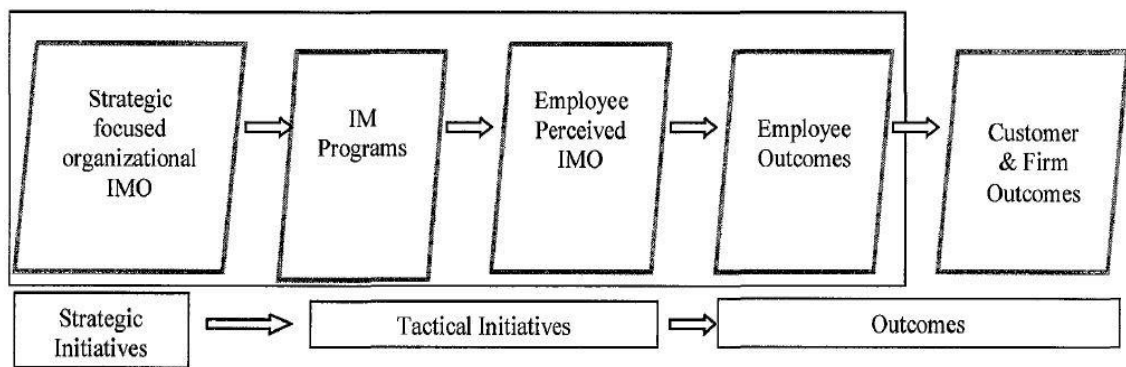 Strategic
focused
organizational
IMO
IM
Programs
Employee
Perceived
IMO
Employee
Outcomes
Customer
& Firm
Outcomes
Strategic
Initiatives
Tactical Initiatives
Outcomes